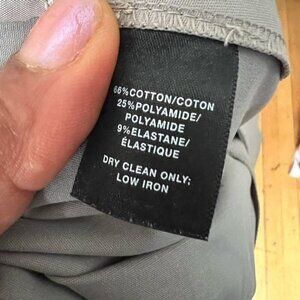 66%COTTON/COTON
25%POLYAMIDE/
POLYAMIDE
9%ELASTANE/
ÉLASTIQUE
DRY CLEAN ONLY;
LOW IRON